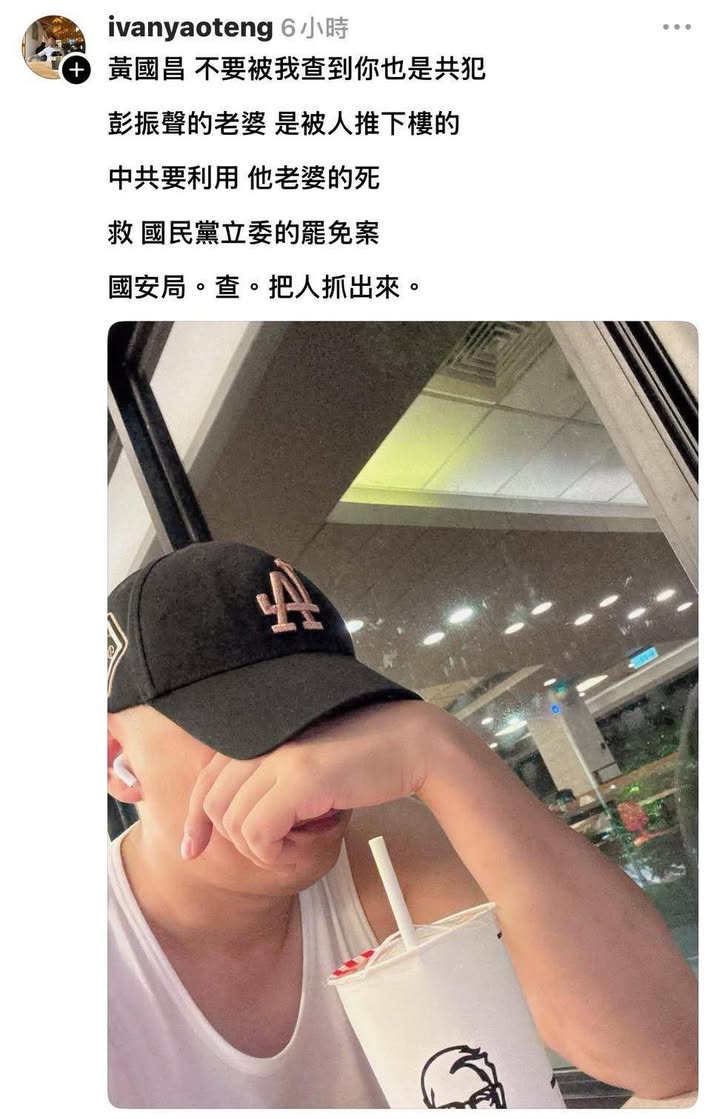 ivanyaoteng 6小時
黃國昌 不要被我查到你也是共犯
彭振聲的老婆 是被人推下樓的
中共要利用 他老婆的死
救 國民黨立委的罷免案
國安局。查。把人抓出來。
LA